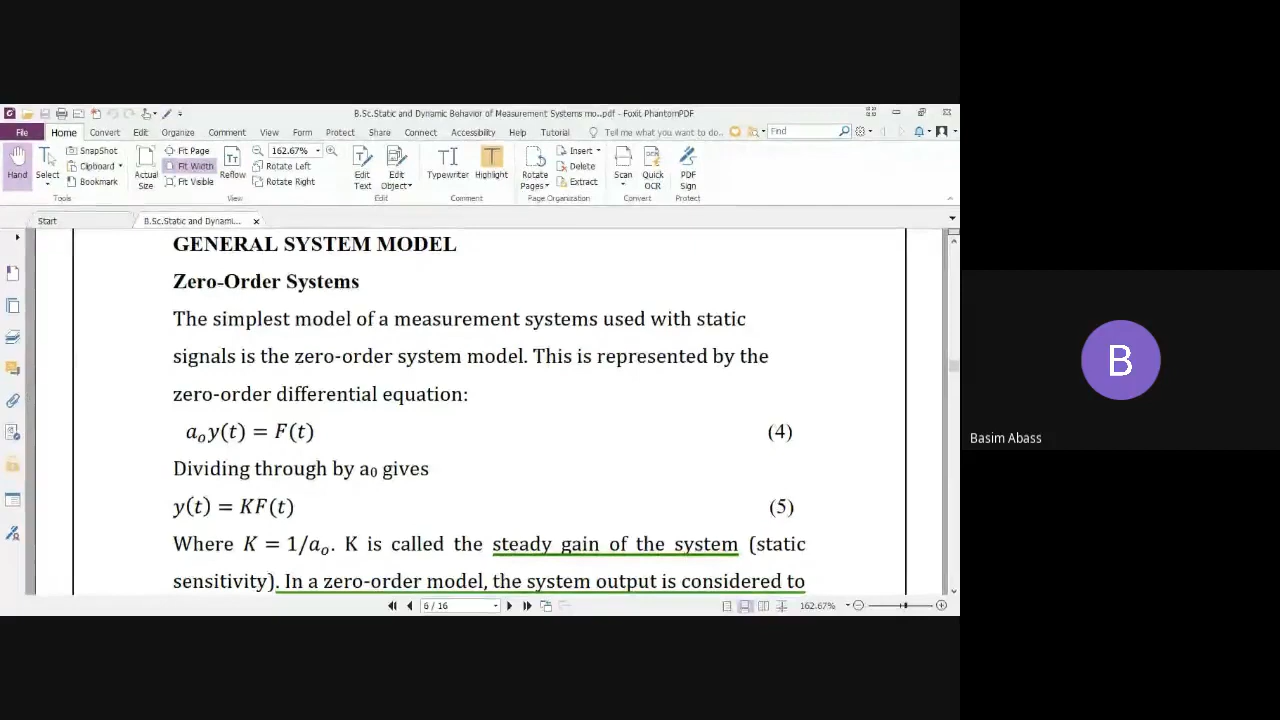 B.Sc.Static and Dynamic Behavior of Measurement Systems mo...pdf - Foxit PhantomPDF
File Home Convert Edit Organize Comment View Form Protect Share Connect Accessibility Help Tutorial Tell me what you want to do.. Find
Hand
Select
SnapShot
Clipboard
Bookmark
Tools
Actual Size
Fit Page
Fit Width
Fit Visible
Reflow
162.67%
Rotate Left
Rotate Right
View
Edit Text
Edit Object
Edit
Typewriter
Highlight
Comment
Rotate Pages
Insert
Delete
Extract
Page Organization
Scan
Quick OCR
Convert
PDF Sign
Protect
Start
B.Sc.Static and Dynami...
GENERAL SYSTEM MODEL
Zero-Order Systems
The simplest model of a measurement systems used with static
signals is the zero-order system model. This is represented by the
zero-order differential equation:
aₒy(t) = F(t) (4)
Dividing through by a₀ gives
y(t) = KF(t) (5)
Where K = 1/aₒ. K is called the steady gain of the system (static
sensitivity). In a zero-order model, the system output is considered to
6 / 16
162.67%
B
Basim Abass